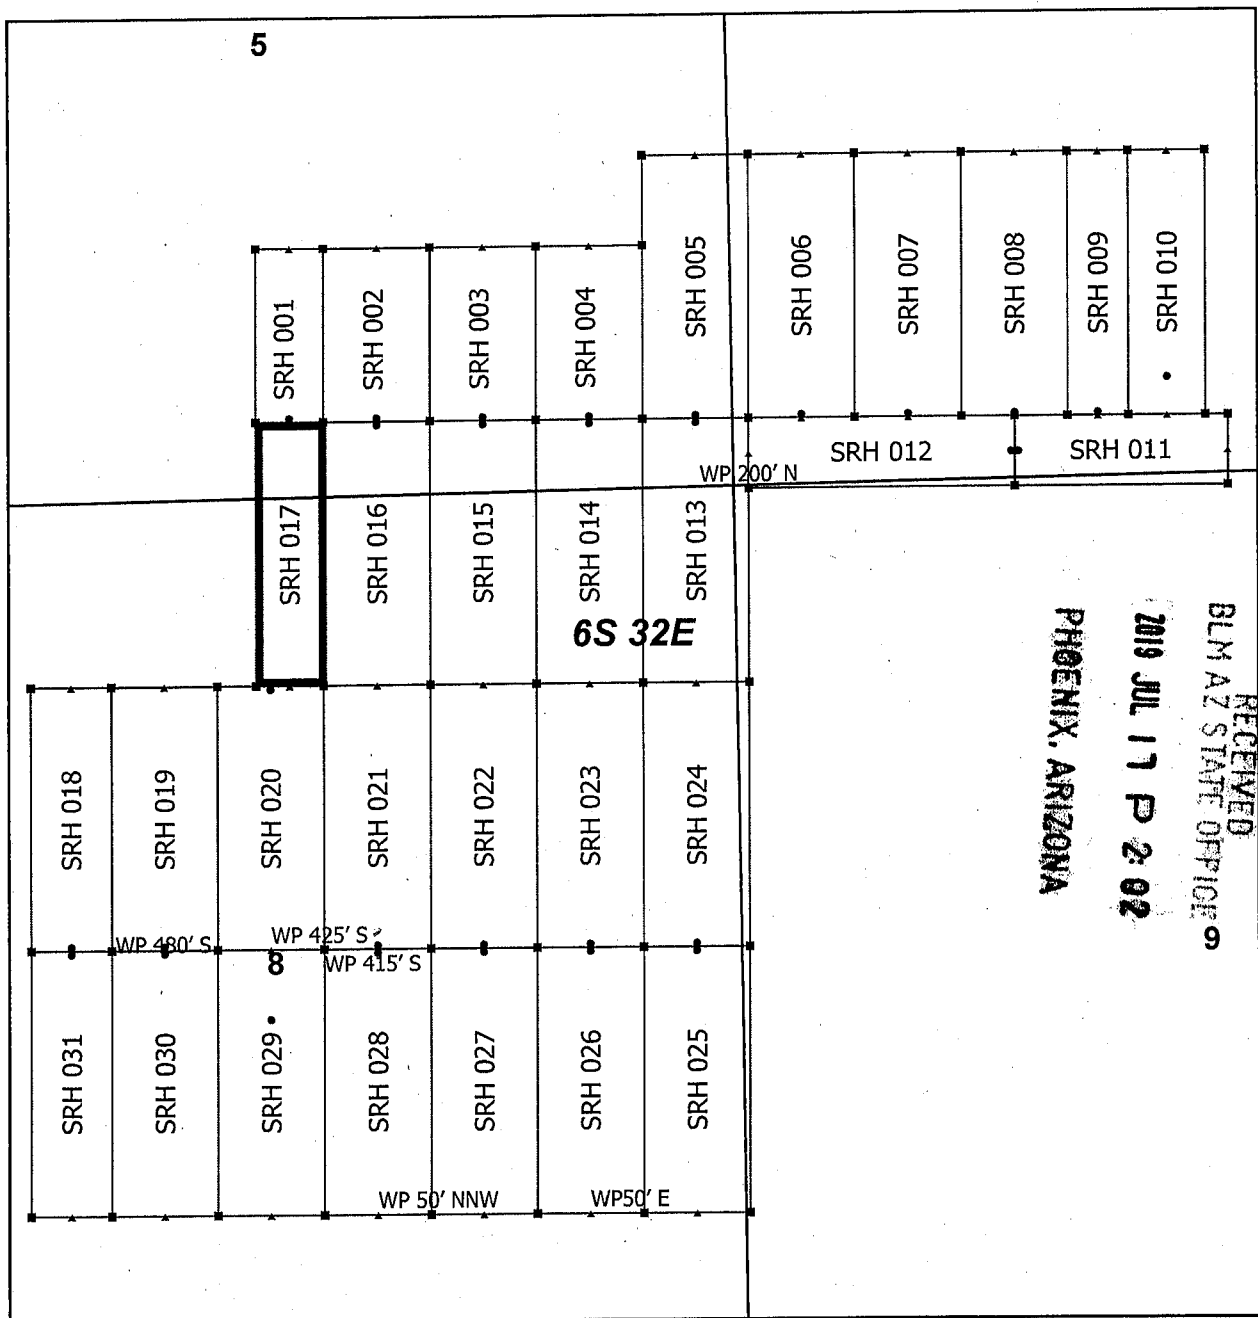 5
SRH 001
SRH 002
SRH 003
SRH 004
SRH 005
SRH 006
SRH 007
SRH 008
SRH 009
SRH 010
SRH 012
SRH 011
WP 200' N
SRH 017
SRH 016
SRH 015
SRH 014
SRH 013
6S 32E
RECEIVED
BLM AZ STATE OFFICE
2019 JUL 17 P 2:02
PHOENIX, ARIZONA
9
SRH 018
SRH 019
SRH 020
SRH 021
SRH 022
SRH 023
SRH 024
WP 480' S
WP 425' S
WP 415' S
8
SRH 031
SRH 030
SRH 029
SRH 028
SRH 027
SRH 026
SRH 025
WP 50' NNW
WP50' E